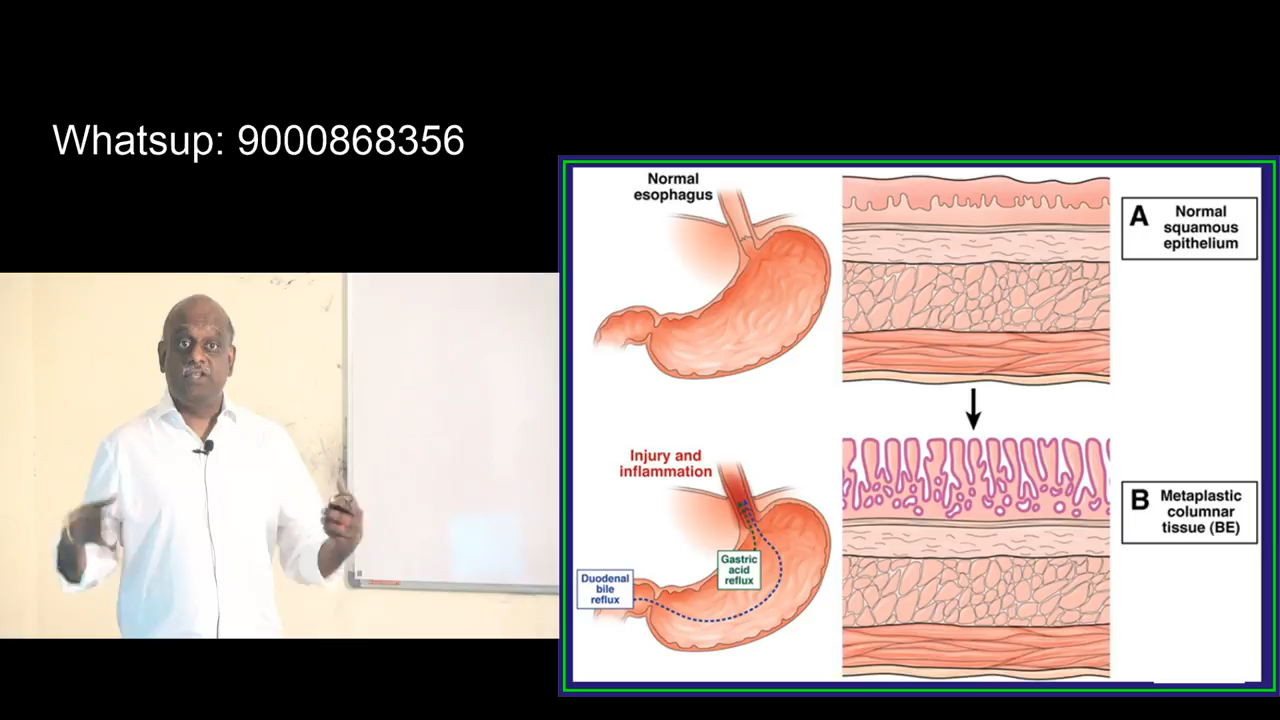 Whatsup: 9000868356
Normal
esophagus
A
Normal
squamous
epithelium
Injury and
inflammation
B
Metaplastic
columnar
tissue (BE)
Gastric
acid
reflux
Duodenal
bile
reflux